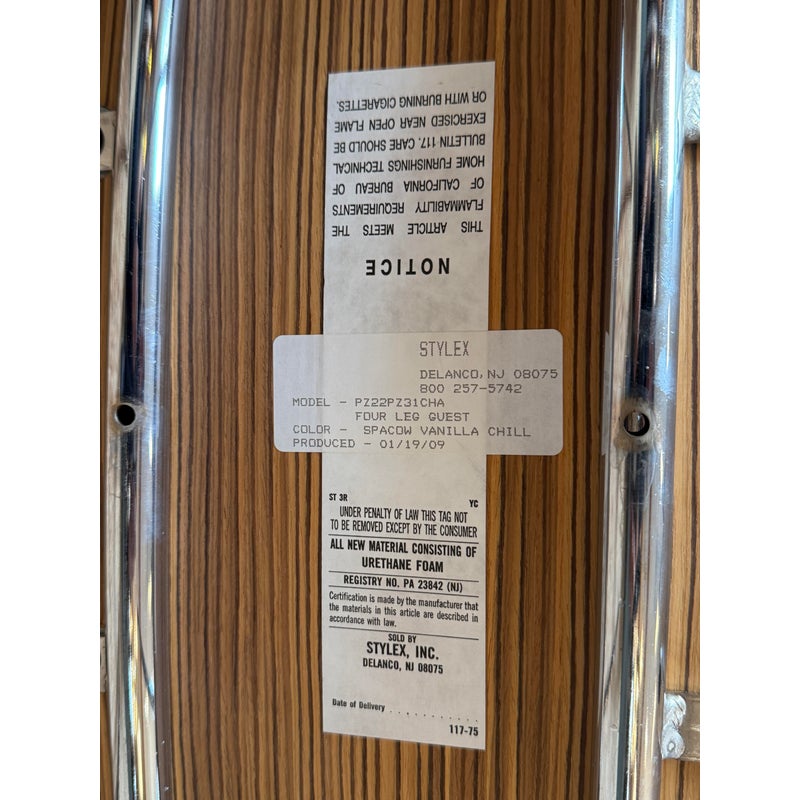 NOTICE
THIS ARTICLE MEETS THE
FLAMMABILITY REQUIREMENTS
OF CALIFORNIA BUREAU OF
HOME FURNISHINGS TECHNICAL
BULLETIN 117. CARE SHOULD BE
EXERCISED NEAR OPEN FLAME
OR WITH BURNING CIGARETTES.
STYLEX
DELANCO, NJ 08075
800 257-5742
MODEL - PZ22PZ31CHA
FOUR LEG GUEST
COLOR - SPACOW VANILLA CHILL
PRODUCED - 01/19/09
ST 3R YC
UNDER PENALTY OF LAW THIS TAG NOT
TO BE REMOVED EXCEPT BY THE CONSUMER
ALL NEW MATERIAL CONSISTING OF
URETHANE FOAM
REGISTRY NO. PA 23842 (NJ)
Certification is made by the manufacturer that
the materials in this article are described in
accordance with law.
SOLD BY
STYLEX, INC.
DELANCO, NJ 08075
Date of Delivery . . . . . . . . . . .
117-75